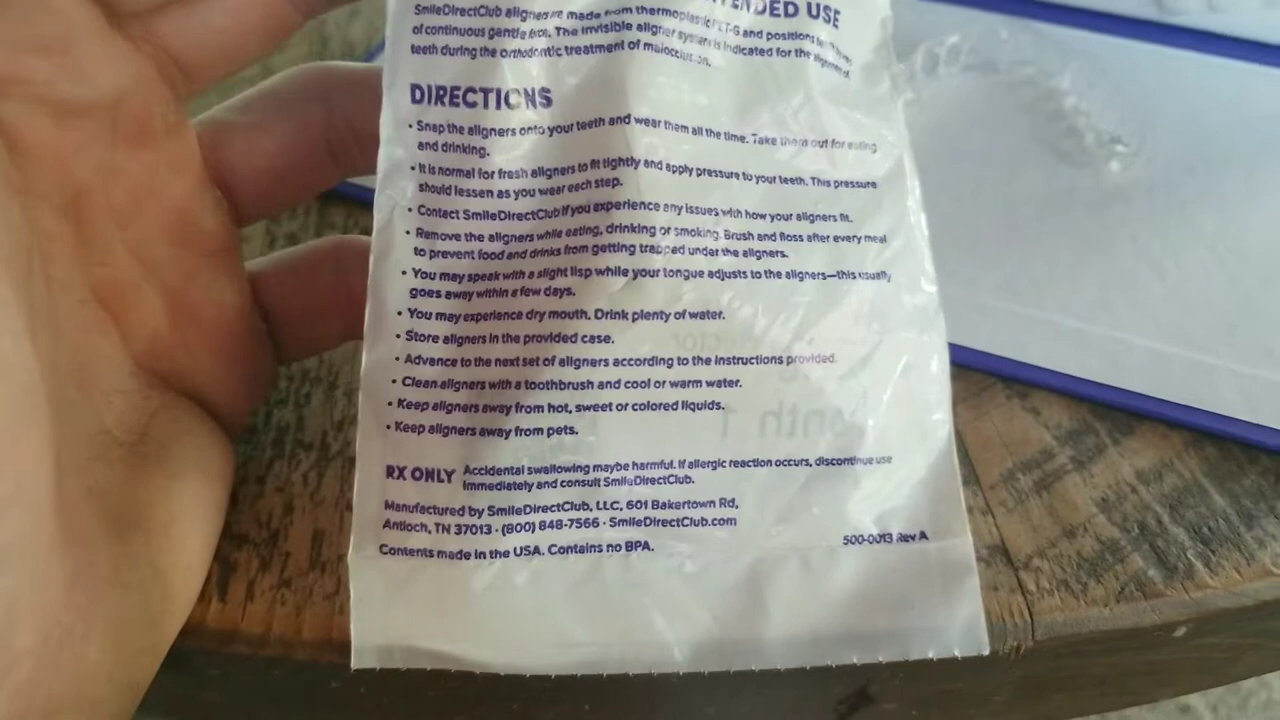 INTENDED USE
SmileDirectClub aligners are made from thermoplastic PET-G and positions
of continuous gentle force. The invisible aligner system is indicated for the alignment of
teeth during the orthodontic treatment of malocclusion.
DIRECTIONS
• Snap the aligners onto your teeth and wear them all the time. Take them out for eating
and drinking.
• It is normal for fresh aligners to fit tightly and apply pressure to your teeth. This pressure
should lessen as you wear each step.
• Contact SmileDirectClub if you experience any issues with how your aligners fit.
• Remove the aligners while eating, drinking or smoking. Brush and floss after every meal
to prevent food and drinks from getting trapped under the aligners.
• You may speak with a slight lisp while your tongue adjusts to the aligners—this usually
goes away within a few days.
• You may experience dry mouth. Drink plenty of water.
• Store aligners in the provided case.
• Advance to the next set of aligners according to the instructions provided.
• Clean aligners with a toothbrush and cool or warm water.
• Keep aligners away from hot, sweet or colored liquids.
• Keep aligners away from pets.
RX ONLY Accidental swallowing maybe harmful. If allergic reaction occurs, discontinue use
immediately and consult SmileDirectClub.
Manufactured by SmileDirectClub, LLC, 601 Bakertown Rd,
Antioch, TN 37013 · (800) 848-7566 · SmileDirectClub.com
Contents made in the USA. Contains no BPA.
500-0013 Rev A